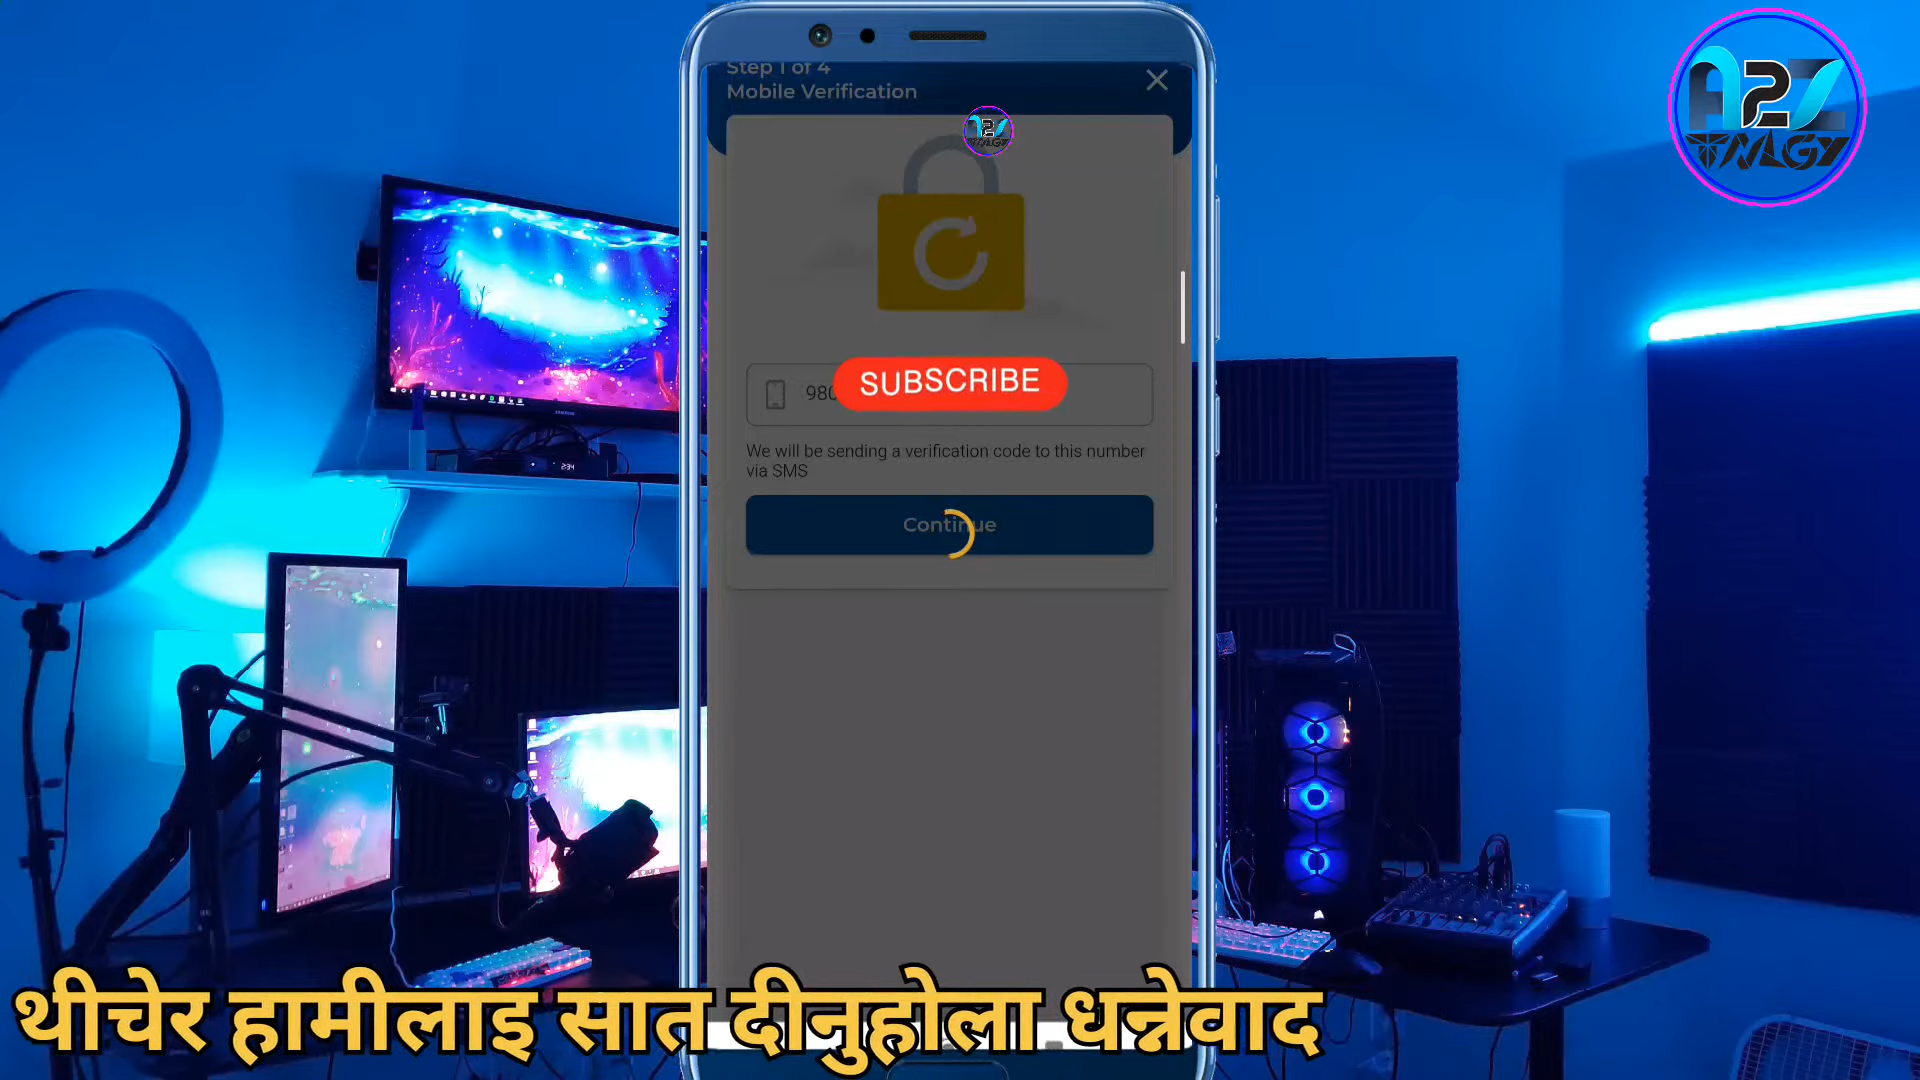 Step 1 of 4
Mobile Verification
A2Z
SUBSCRIBE
980
We will be sending a verification code to this number
via SMS
Continue
थीचेर हामीलाइ सात दीनुहोला धन्नेवाद